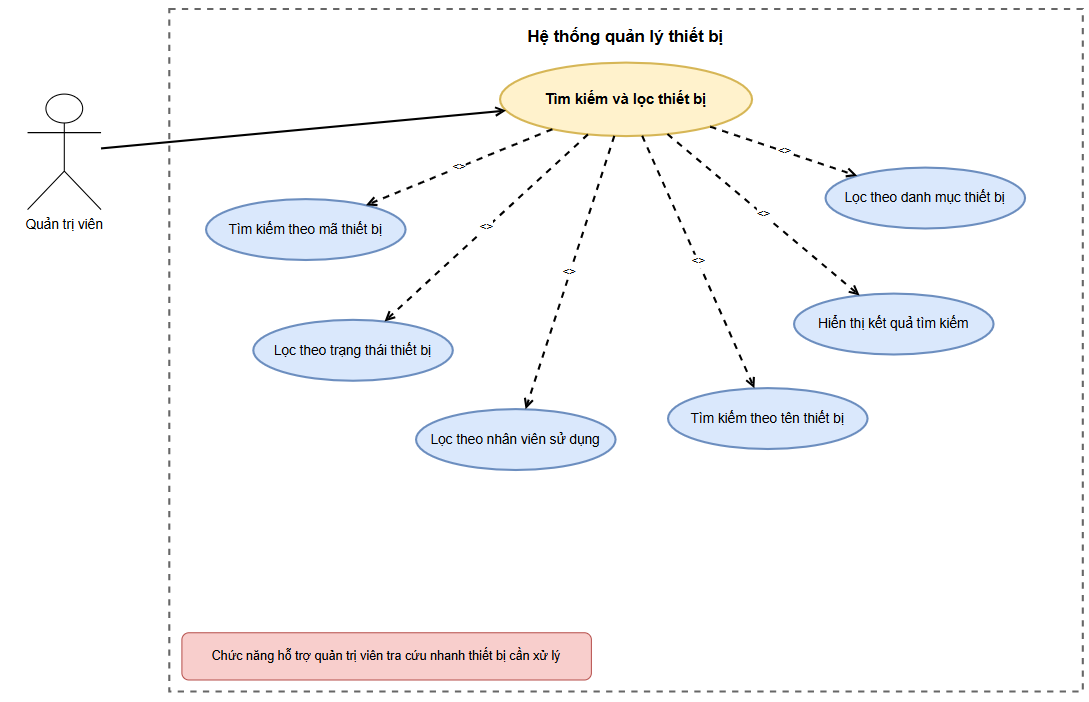 Hệ thống quản lý thiết bị
Tìm kiếm và lọc thiết bị
<>
<>
<>
<>
<>
<>
Lọc theo danh mục thiết bị
Quản trị viên
Tìm kiếm theo mã thiết bị
Hiển thị kết quả tìm kiếm
Lọc theo trạng thái thiết bị
Tìm kiếm theo tên thiết bị
Lọc theo nhân viên sử dụng
Chức năng hỗ trợ quản trị viên tra cứu nhanh thiết bị cần xử lý